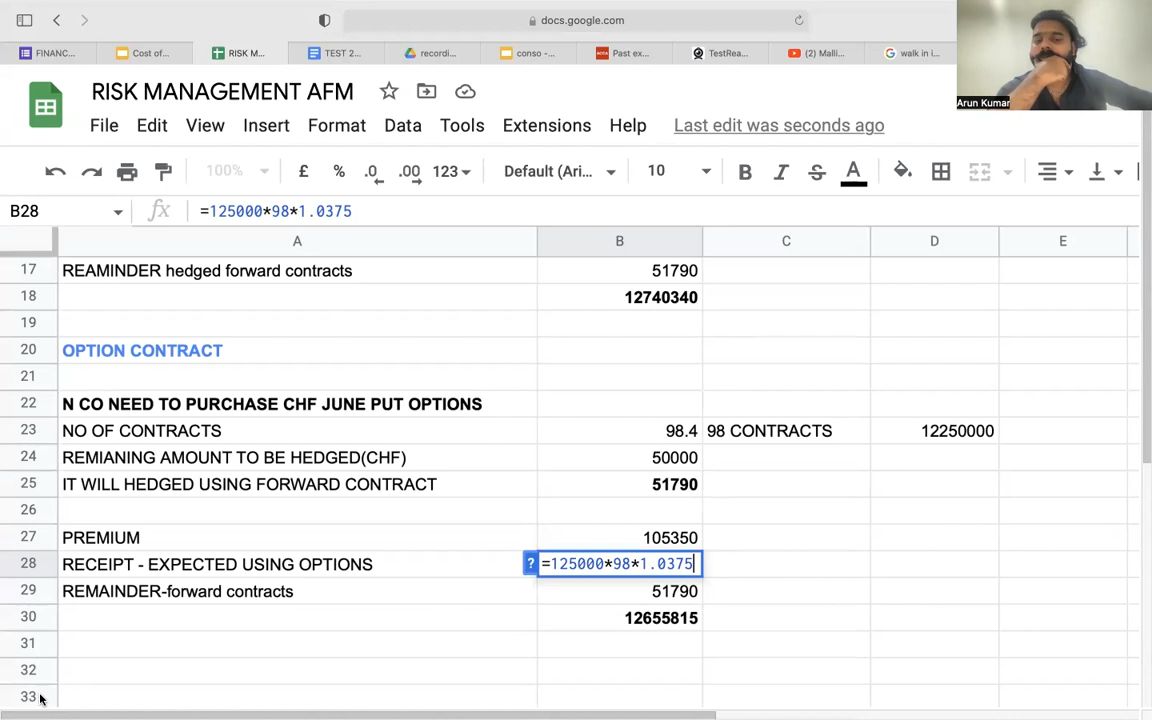 docs.google.com
FINANC... Cost of... RISK M... TEST 2... recordi... conso -... Past ex... TestRea... Malli... walk in i...
RISK MANAGEMENT AFM
Arun Kumar
File Edit View Insert Format Data Tools Extensions Help Last edit was seconds ago
100% £ % .0 .00 123 Default (Ari... 10 B I S A
B28 fx =125000*98*1.0375
A B C D E
17 REAMINDER hedged forward contracts 51790
18 12740340
19
20 OPTION CONTRACT
21
22 N CO NEED TO PURCHASE CHF JUNE PUT OPTIONS
23 NO OF CONTRACTS 98.4 98 CONTRACTS 12250000
24 REMIANING AMOUNT TO BE HEDGED(CHF) 50000
25 IT WILL HEDGED USING FORWARD CONTRACT 51790
26
27 PREMIUM 105350
28 RECEIPT - EXPECTED USING OPTIONS ? =125000*98*1.0375
29 REMAINDER-forward contracts 51790
30 12655815
31
32
33